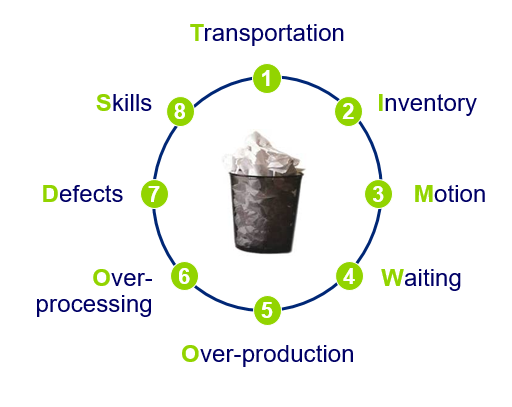 Transportation
1
Inventory
2
Motion
3
Waiting
4
Over-production
5
Over-
processing
6
Defects
7
Skills
8